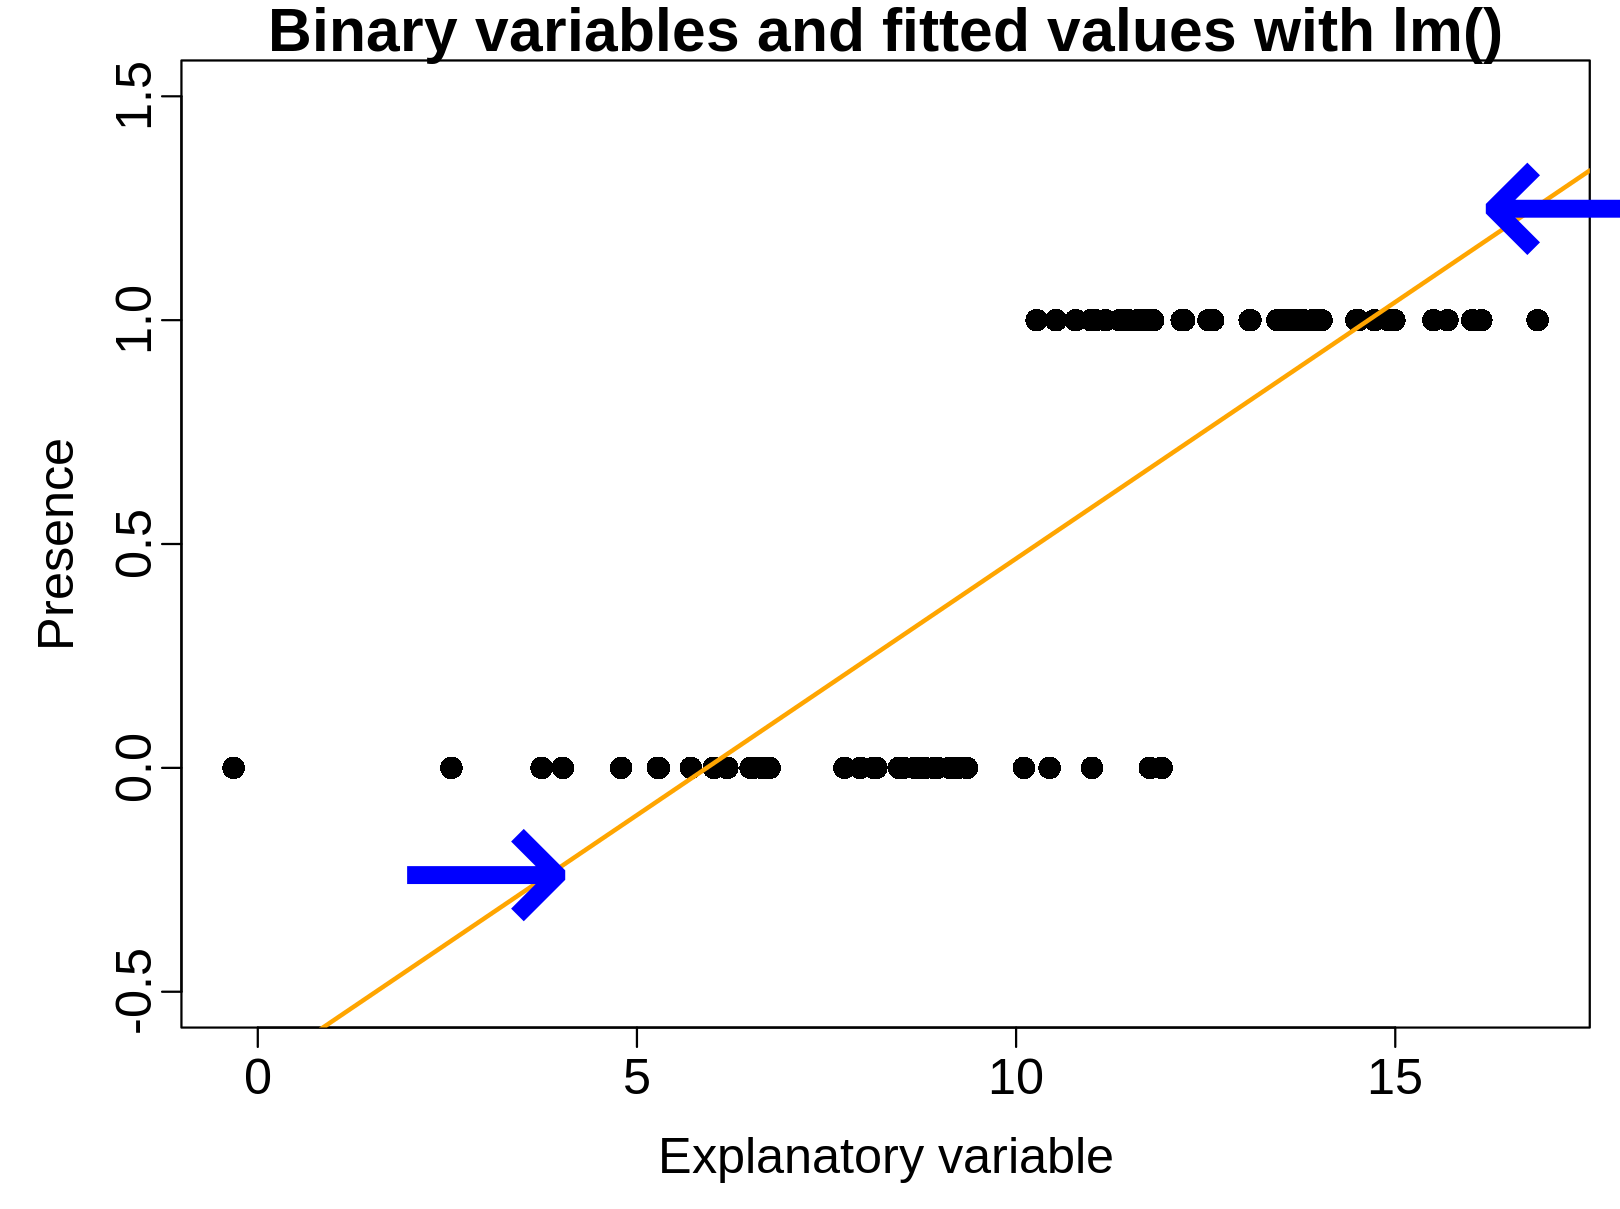 Binary variables and fitted values with lm()
1.5
1.0
0.5
0.0
-0.5
Presence
0 5 10 15
Explanatory variable